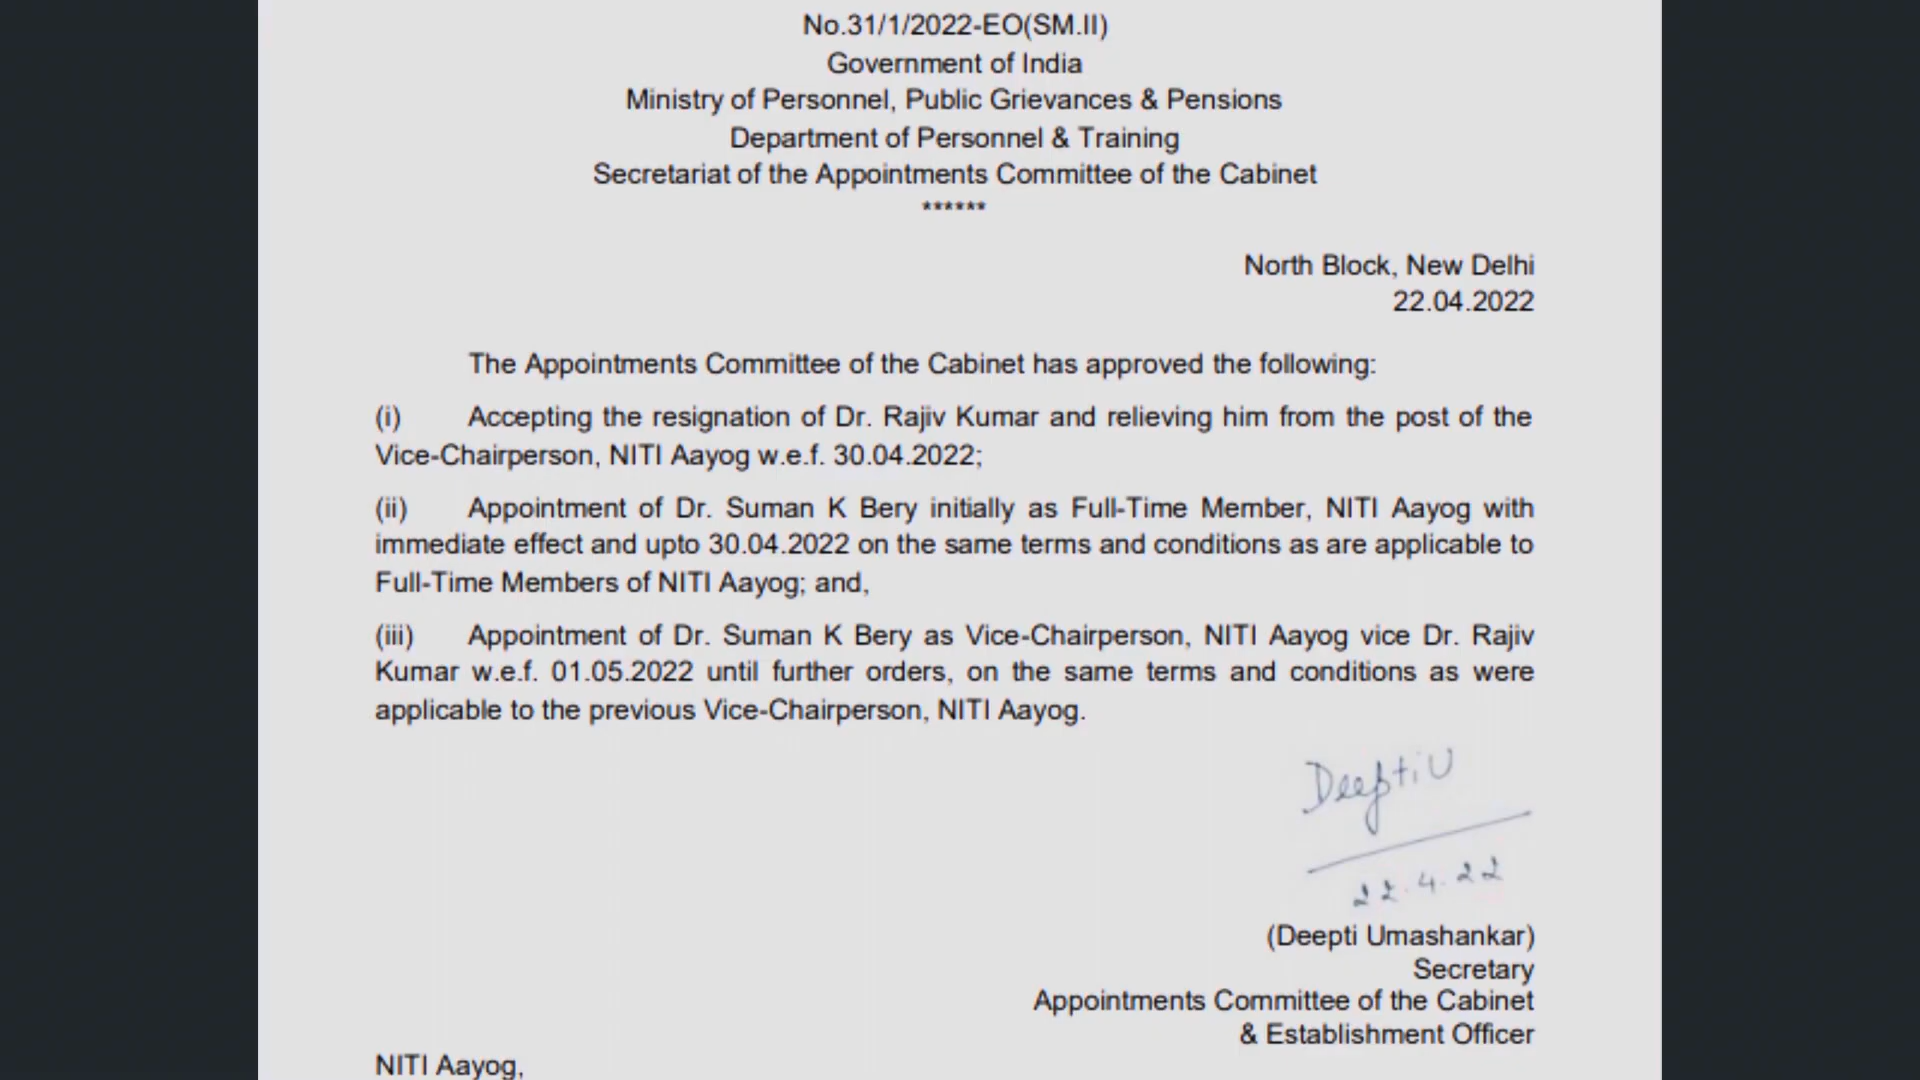 No.31/1/2022-EO(SM.II)
Government of India
Ministry of Personnel, Public Grievances & Pensions
Department of Personnel & Training
Secretariat of the Appointments Committee of the Cabinet
******
North Block, New Delhi
22.04.2022
The Appointments Committee of the Cabinet has approved the following:
(i) Accepting the resignation of Dr. Rajiv Kumar and relieving him from the post of the
Vice-Chairperson, NITI Aayog w.e.f. 30.04.2022;
(ii) Appointment of Dr. Suman K Bery initially as Full-Time Member, NITI Aayog with
immediate effect and upto 30.04.2022 on the same terms and conditions as are applicable to
Full-Time Members of NITI Aayog; and,
(iii) Appointment of Dr. Suman K Bery as Vice-Chairperson, NITI Aayog vice Dr. Rajiv
Kumar w.e.f. 01.05.2022 until further orders, on the same terms and conditions as were
applicable to the previous Vice-Chairperson, NITI Aayog.
Deepti U
22.4.22
(Deepti Umashankar)
Secretary
Appointments Committee of the Cabinet
& Establishment Officer
NITI Aayog,